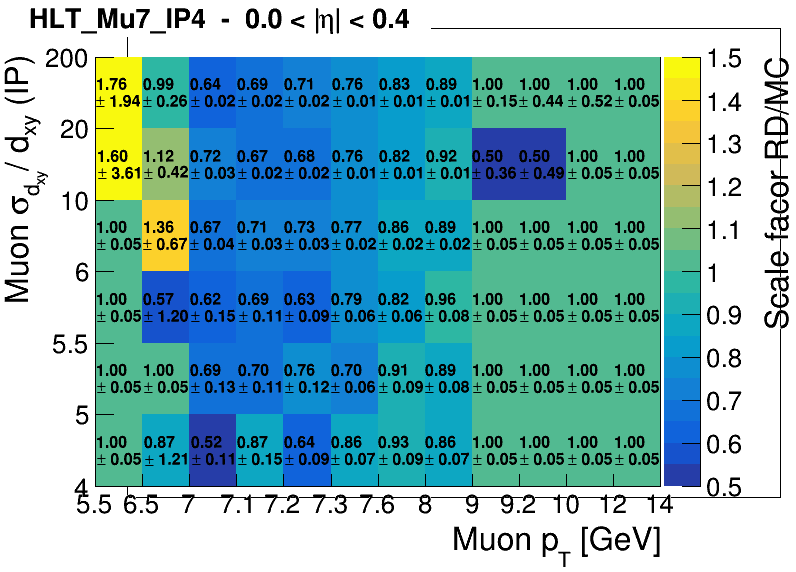 HLT_Mu7_IP4 - 0.0 < |η| < 0.4
200
1.76 0.99 0.64 0.69 0.71 0.76 0.83 0.89 1.00 1.00 1.00 1.00
± 1.94 ± 0.26 ± 0.02 ± 0.02 ± 0.02 ± 0.01 ± 0.01 ± 0.01 ± 0.15 ± 0.44 ± 0.52 ± 0.05
20
1.60 1.12 0.72 0.67 0.68 0.76 0.82 0.92 0.50 0.50 1.00 1.00
± 3.61 ± 0.42 ± 0.03 ± 0.02 ± 0.02 ± 0.01 ± 0.01 ± 0.01 ± 0.36 ± 0.49 ± 0.05 ± 0.05
10
1.00 1.36 0.67 0.71 0.73 0.77 0.86 0.89 1.00 1.00 1.00 1.00
± 0.05 ± 0.67 ± 0.04 ± 0.03 ± 0.03 ± 0.02 ± 0.02 ± 0.02 ± 0.05 ± 0.05 ± 0.05 ± 0.05
6
1.00 0.57 0.62 0.69 0.63 0.79 0.82 0.96 1.00 1.00 1.00 1.00
± 0.05 ± 1.20 ± 0.15 ± 0.11 ± 0.09 ± 0.06 ± 0.06 ± 0.08 ± 0.05 ± 0.05 ± 0.05 ± 0.05
5.5
1.00 1.00 0.69 0.70 0.76 0.70 0.91 0.89 1.00 1.00 1.00 1.00
± 0.05 ± 0.05 ± 0.13 ± 0.11 ± 0.12 ± 0.06 ± 0.09 ± 0.08 ± 0.05 ± 0.05 ± 0.05 ± 0.05
5
1.00 0.87 0.52 0.87 0.64 0.86 0.93 0.86 1.00 1.00 1.00 1.00
± 0.05 ± 1.21 ± 0.11 ± 0.15 ± 0.09 ± 0.07 ± 0.09 ± 0.07 ± 0.05 ± 0.05 ± 0.05 ± 0.05
4
5.5 6.5 7 7.1 7.2 7.3 7.6 8 9 9.2 10 12 14
Muon p_T [GeV]
Muon σ_d_xy / d_xy (IP)
1.5
1.4
1.3
1.2
1.1
1
0.9
0.8
0.7
0.6
0.5
Scale facor RD/MC